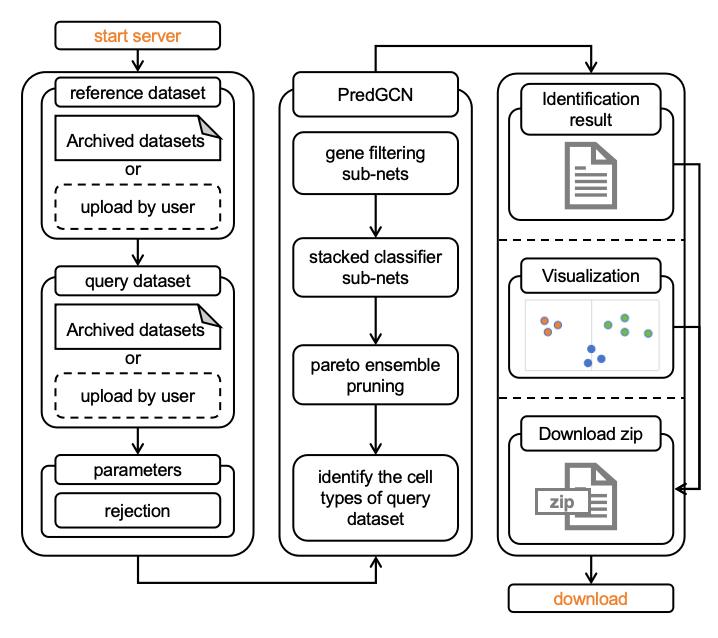 start server
reference dataset
Archived datasets
or
upload by user
query dataset
Archived datasets
or
upload by user
parameters
rejection
PredGCN
gene filtering
sub-nets
stacked classifier
sub-nets
pareto ensemble
pruning
identify the cell
types of query
dataset
Identification
result
Visualization
Download zip
zip
download